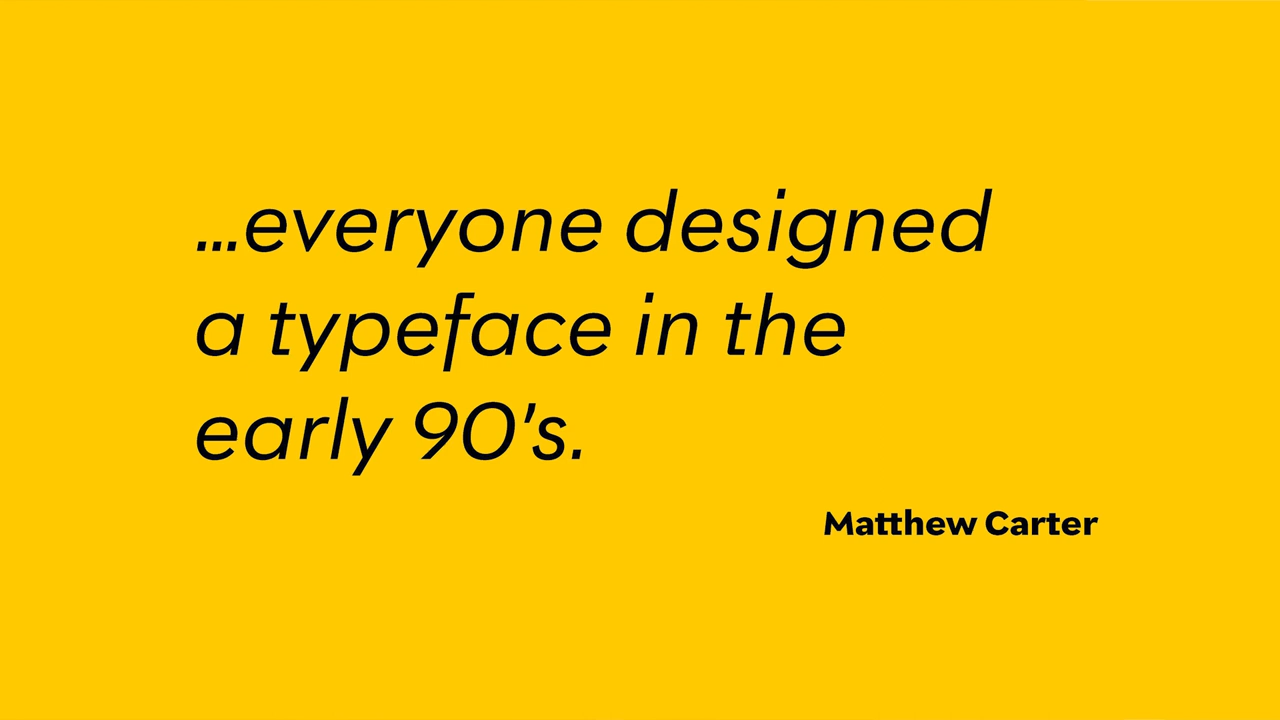 …everyone designed
a typeface in the
early 90's.
Matthew Carter